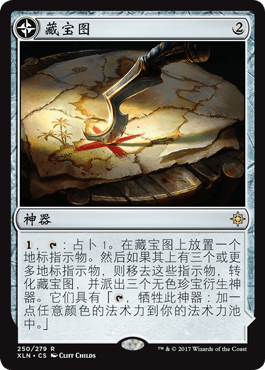 藏宝图 2
神器
1，：占卜1。在藏宝图上放置一个
地标指示物。然后如果其上有三个或更
多地标指示物，则移去这些指示物，转
化藏宝图，并派出三个无色珍宝衍生神
器。它们具有「，牺牲此神器：加一
点任意颜色的法术力到你的法术力池
中。」
250/279 R
XLN • CS CLIFF CHILDS
™ & © 2017 Wizards of the Coast